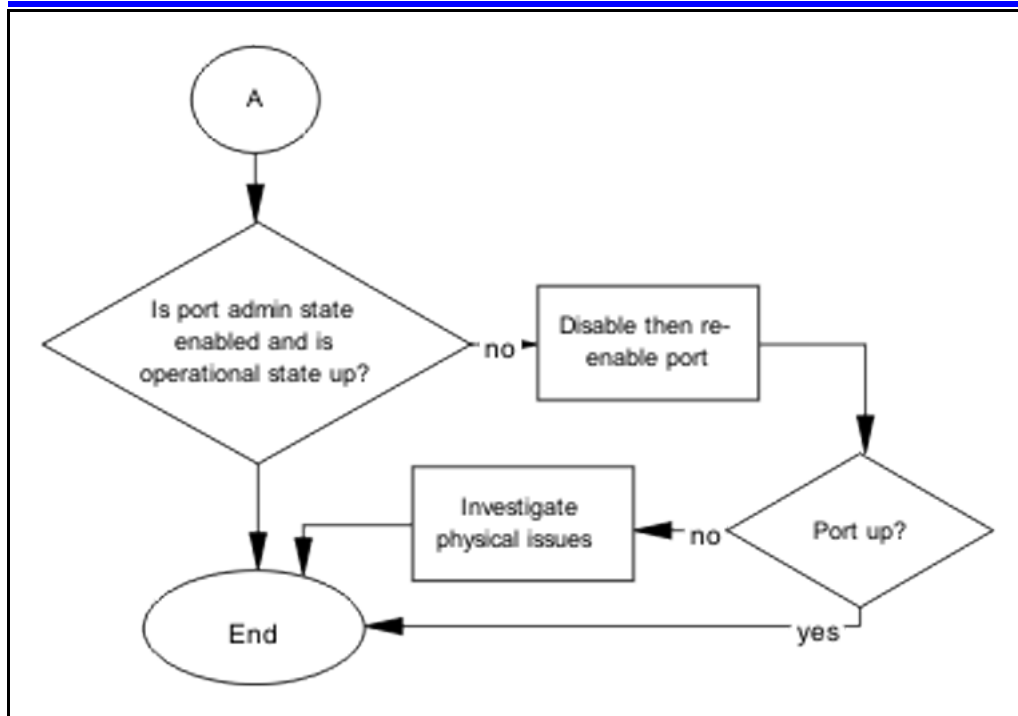 A
Is port admin state
enabled and is
operational state up?
no
Disable then re-
enable port
Investigate
physical issues
no
Port up?
End
yes